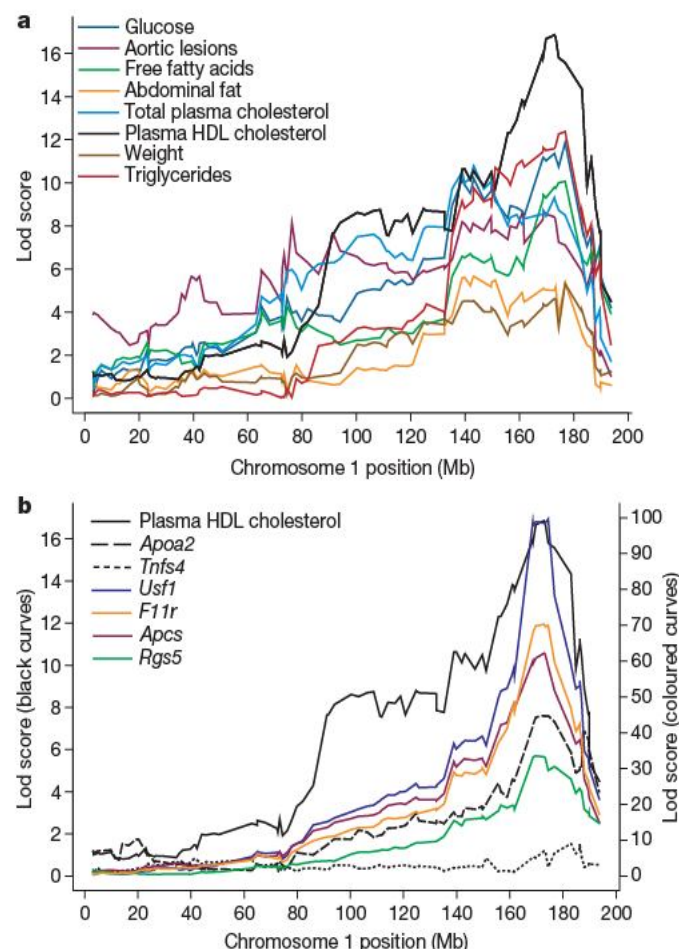 a
Glucose
Aortic lesions
Free fatty acids
Abdominal fat
Total plasma cholesterol
Plasma HDL cholesterol
Weight
Triglycerides
Lod score
16
14
12
10
8
6
4
2
0
0 20 40 60 80 100 120 140 160 180 200
Chromosome 1 position (Mb)
b
Plasma HDL cholesterol
Apoa2
Tnfs4
Usf1
F11r
Apcs
Rgs5
Lod score (black curves)
16
14
12
10
8
6
4
2
0
Lod score (coloured curves)
100
90
80
70
60
50
40
30
20
10
0
0 20 40 60 80 100 120 140 160 180 200
Chromosome 1 position (Mb)